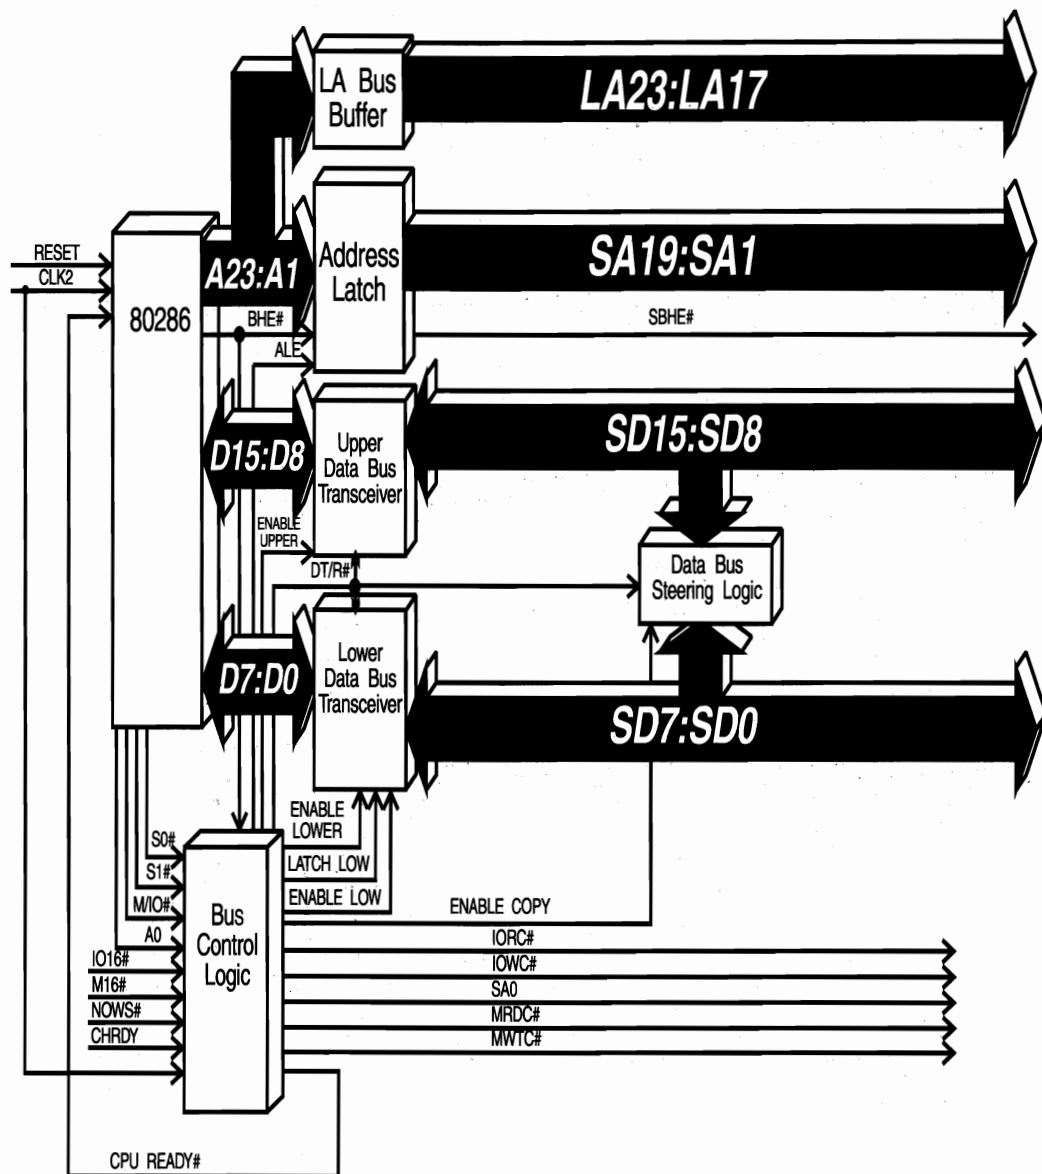 LA Bus
Buffer
LA23:LA17
RESET
CLK2
80286
A23:A1
Address
Latch
SA19:SA1
BHE#
SBHE#
ALE
D15:D8
Upper
Data Bus
Transceiver
SD15:SD8
ENABLE
UPPER
DT/R#
Data Bus
Steering Logic
D7:D0
Lower
Data Bus
Transceiver
SD7:SD0
ENABLE
LOWER
S0#
LATCH LOW
S1#
ENABLE LOW
M/IO#
Bus
Control
Logic
ENABLE COPY
A0
IORC#
IO16#
IOWC#
M16#
SA0
NOWS#
MRDC#
CHRDY
MWTC#
CPU READY#